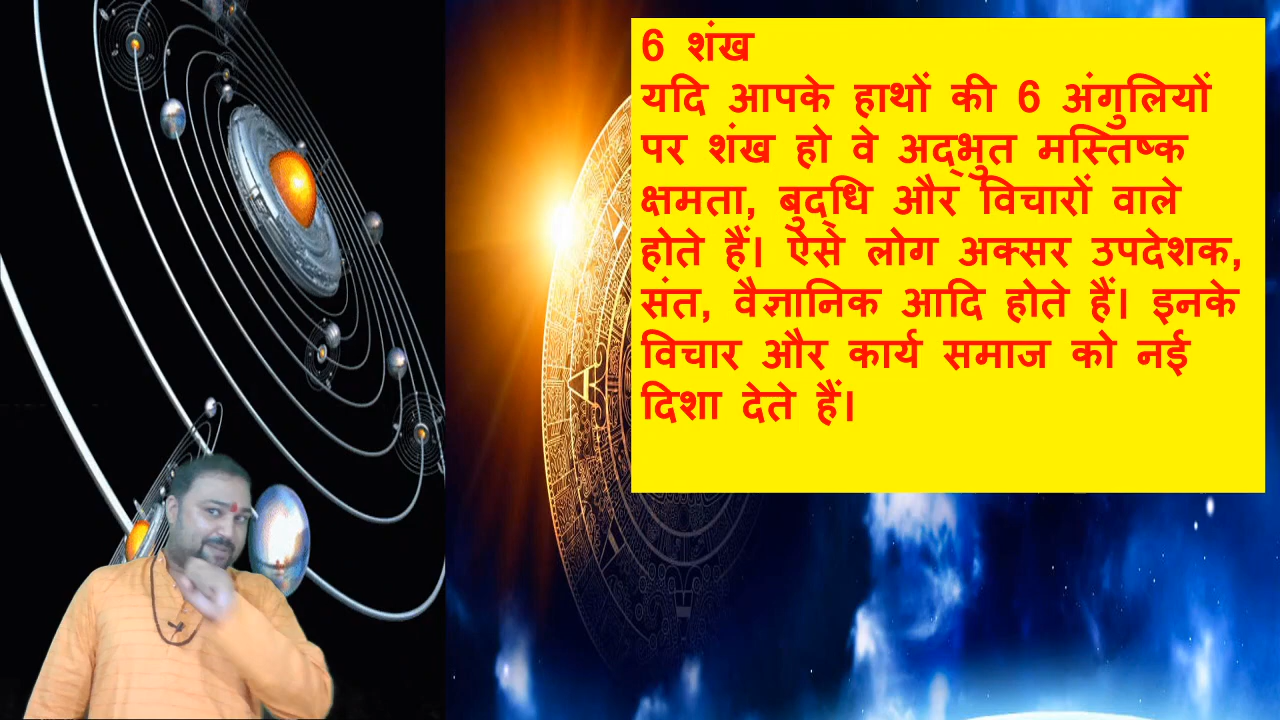 6 शंख
यदि आपके हाथों की 6 अंगुलियों
पर शंख हो वे अद्भुत मस्तिष्क
क्षमता, बुद्धि और विचारों वाले
होते हैं। ऐसे लोग अक्सर उपदेशक,
संत, वैज्ञानिक आदि होते हैं। इनके
विचार और कार्य समाज को नई
दिशा देते हैं।